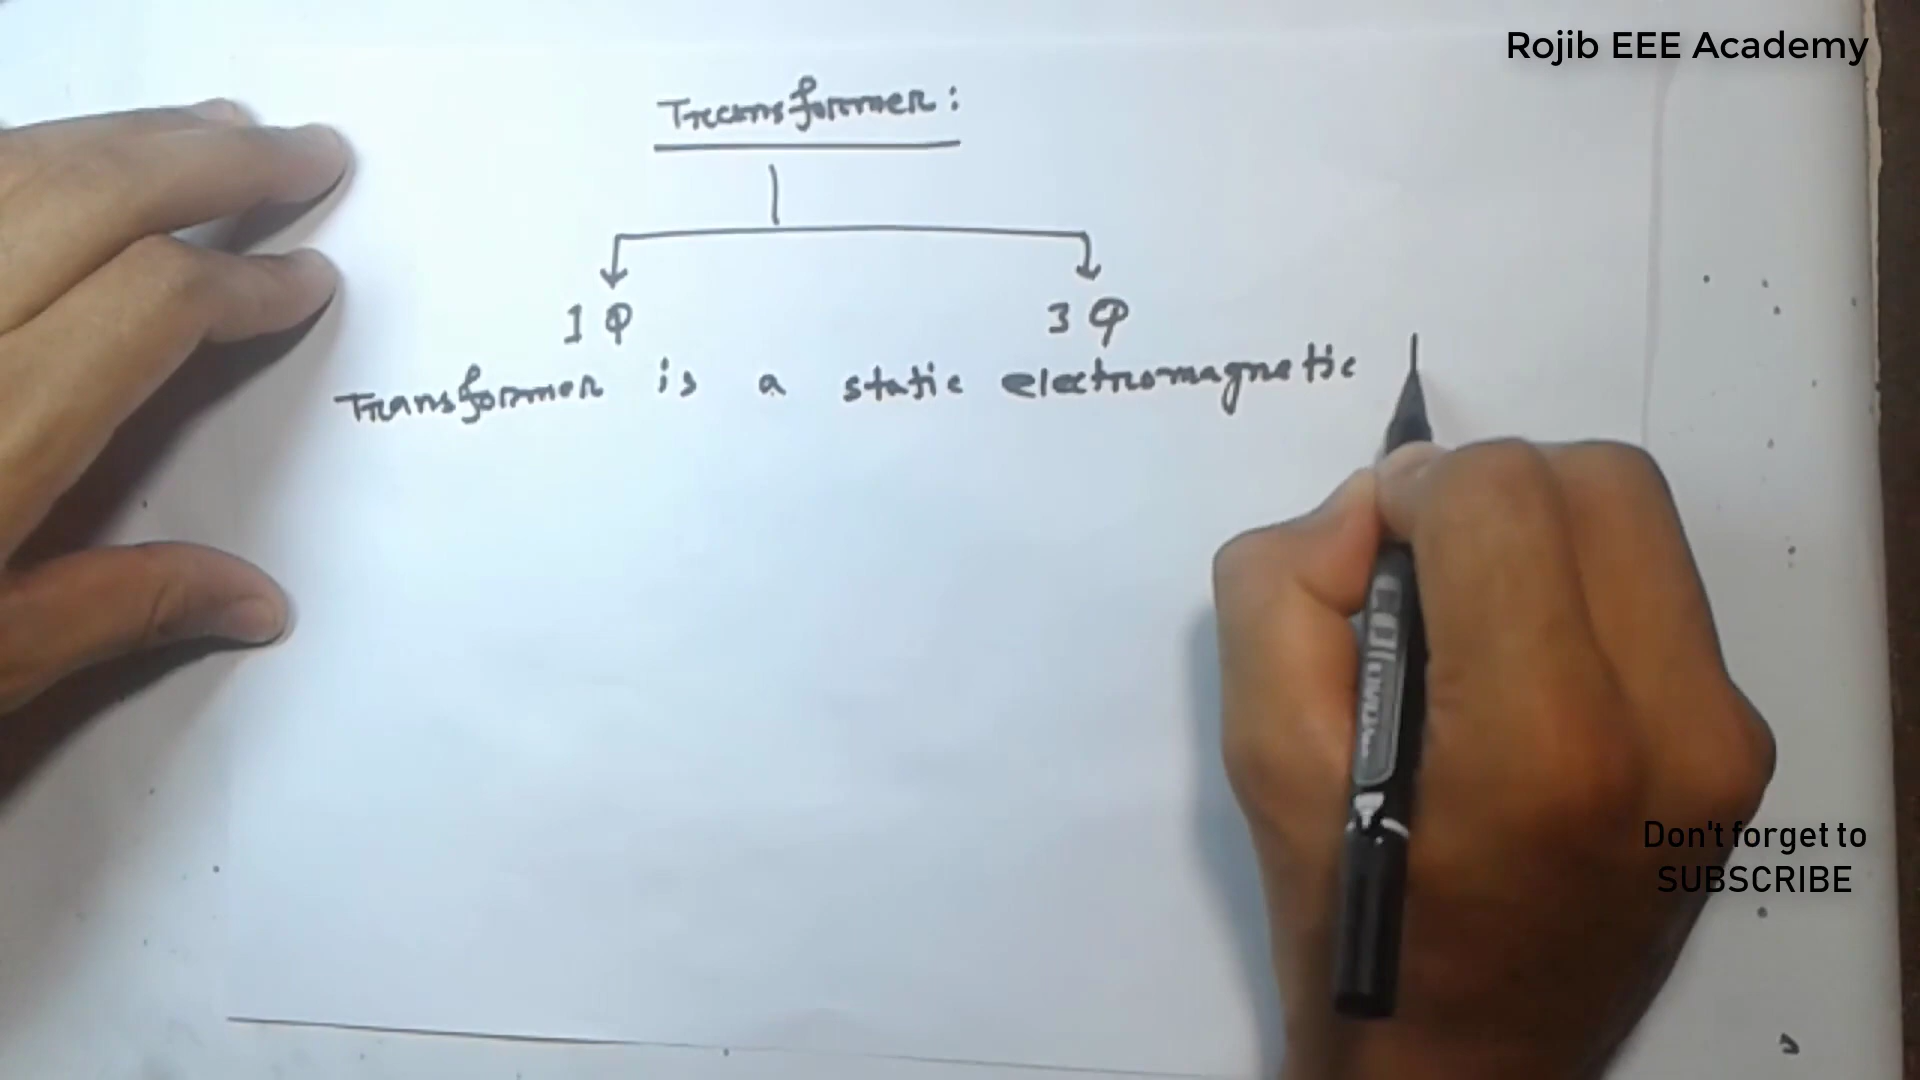 Rojib EEE Academy
Transformer:
1 φ 3 φ
Transformer is a static electromagnetic
Don't forget to
SUBSCRIBE